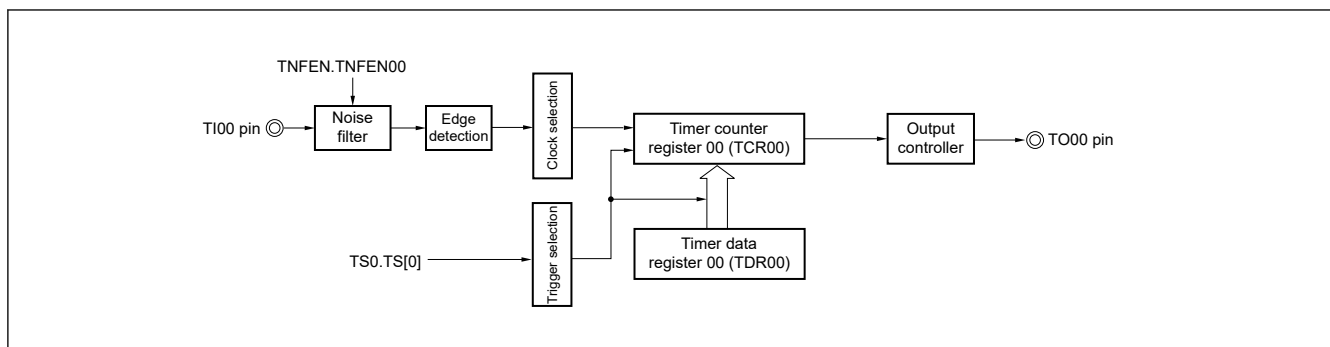 TNFEN.TNFEN00
TI00 pin
Noise
filter
Edge
detection
Clock selection
Timer counter
register 00 (TCR00)
Output
controller
TO00 pin
TS0.TS[0]
Trigger selection
Timer data
register 00 (TDR00)